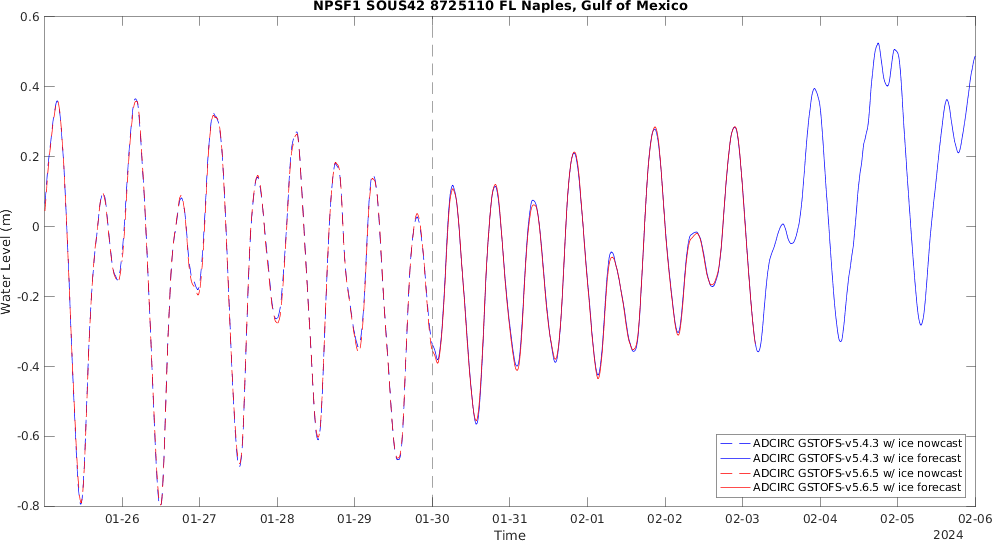 NPSF1 SOUS42 8725110 FL Naples, Gulf of Mexico
0.6
0.4
0.2
0
-0.2
-0.4
-0.6
-0.8
Water Level (m)
ADCIRC GSTOFS-v5.4.3 w/ ice nowcast
ADCIRC GSTOFS-v5.4.3 w/ ice forecast
ADCIRC GSTOFS-v5.6.5 w/ ice nowcast
ADCIRC GSTOFS-v5.6.5 w/ ice forecast
01-26 01-27 01-28 01-29 01-30 01-31 02-01 02-02 02-03 02-04 02-05 02-06
Time
2024